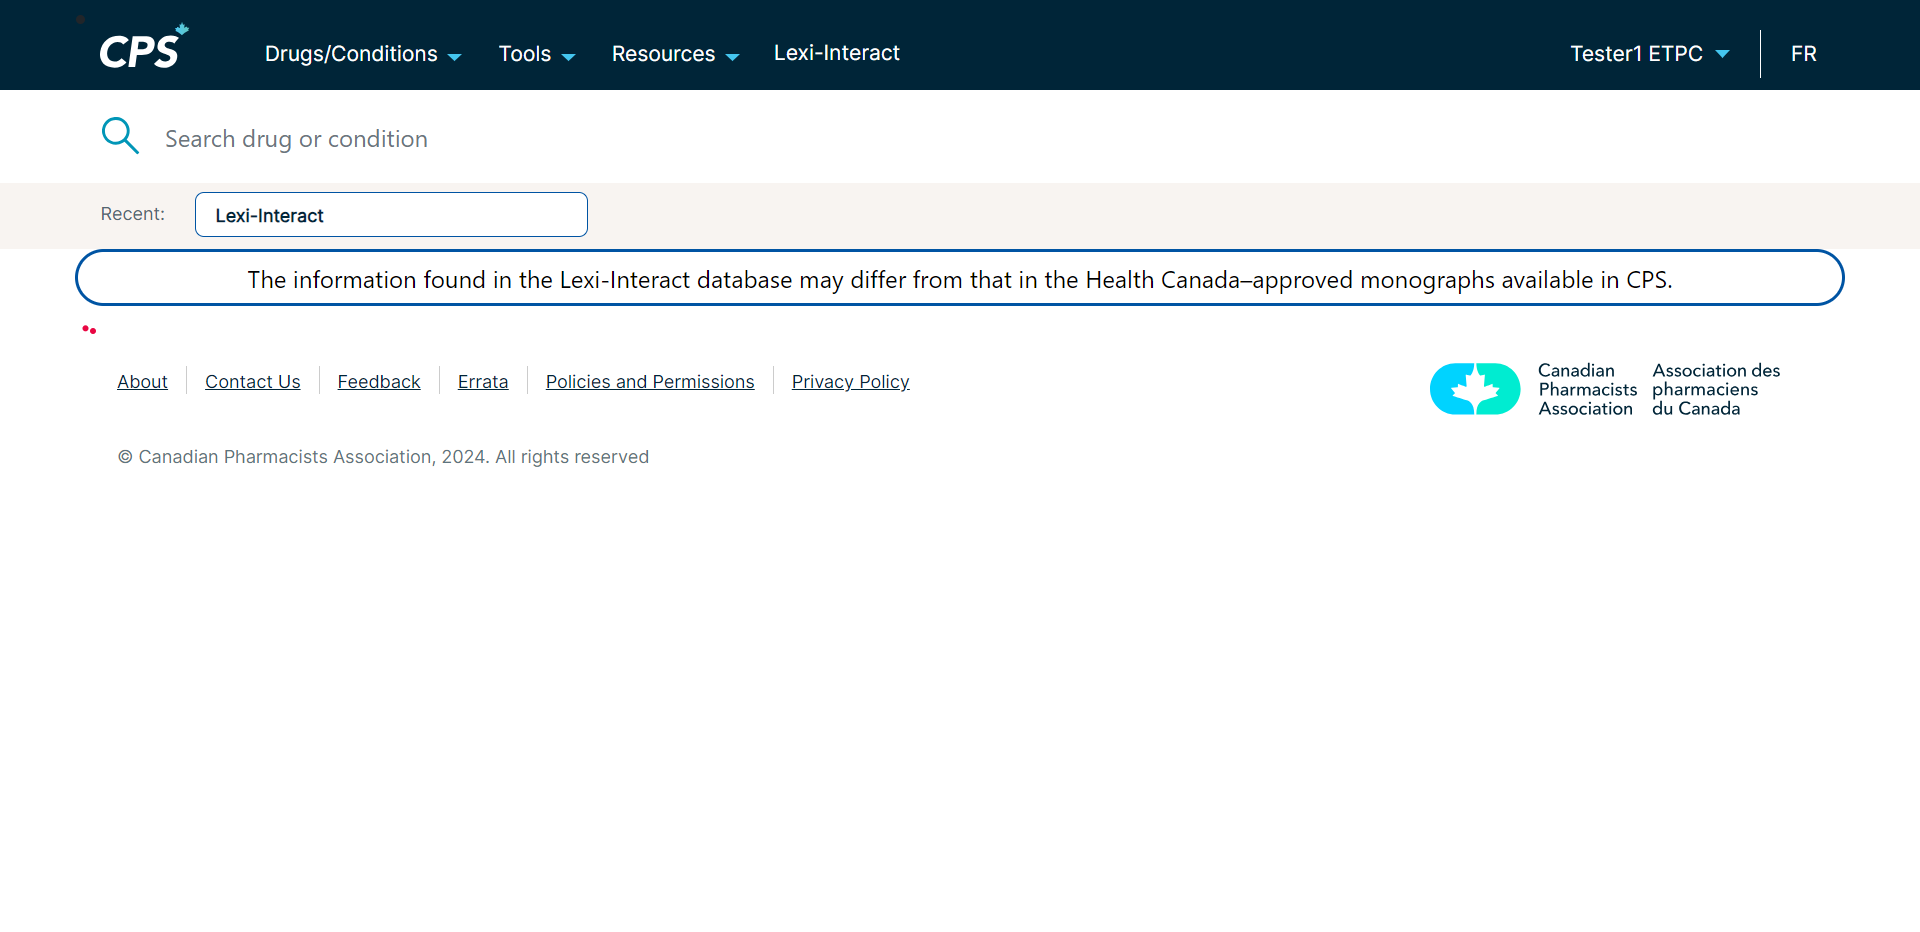 CPS
Drugs/Conditions Tools Resources Lexi-Interact Tester1 ETPC FR
Search drug or condition
Recent: Lexi-Interact
The information found in the Lexi-Interact database may differ from that in the Health Canada–approved monographs available in CPS.
About Contact Us Feedback Errata Policies and Permissions Privacy Policy
Canadian Pharmacists Association
Association des pharmaciens du Canada
© Canadian Pharmacists Association, 2024. All rights reserved